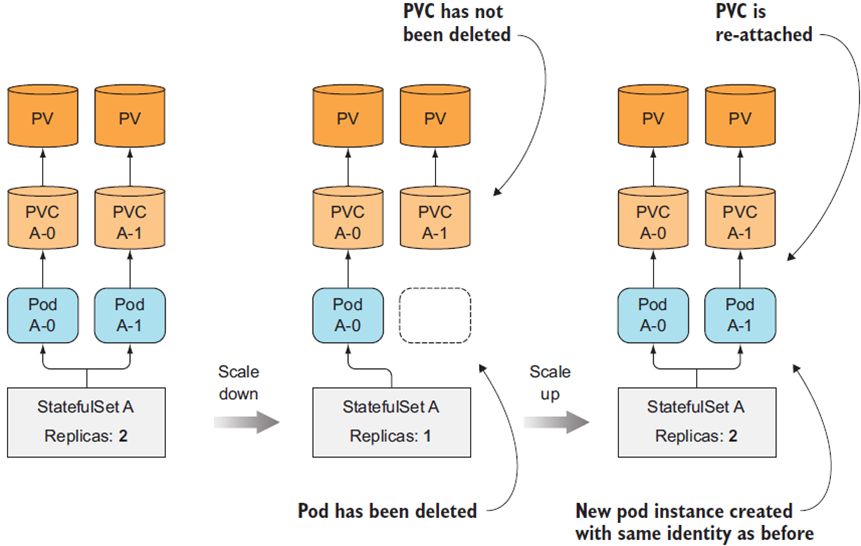 PVC has not
been deleted
PVC is
re-attached
PV
PV
PV
PV
PV
PV
PVC
A-0
PVC
A-1
PVC
A-0
PVC
A-1
PVC
A-0
PVC
A-1
Pod
A-0
Pod
A-1
Pod
A-0
Pod
A-0
Pod
A-1
Scale
down
Scale
up
StatefulSet A
Replicas: 2
StatefulSet A
Replicas: 1
StatefulSet A
Replicas: 2
Pod has been deleted
New pod instance created
with same identity as before